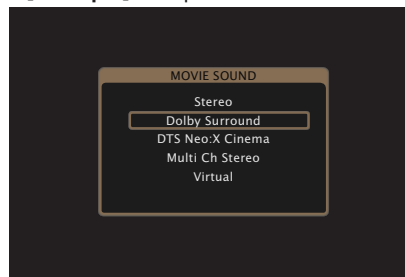 MOVIE SOUND
Stereo
Dolby Surround
DTS Neo:X Cinema
Multi Ch Stereo
Virtual